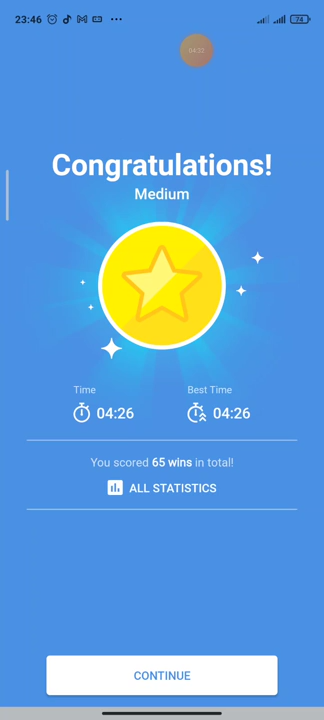 23:46 74
04:33
Congratulations!
Medium
Time Best Time
04:26 04:26
You scored 65 wins in total!
ALL STATISTICS
CONTINUE